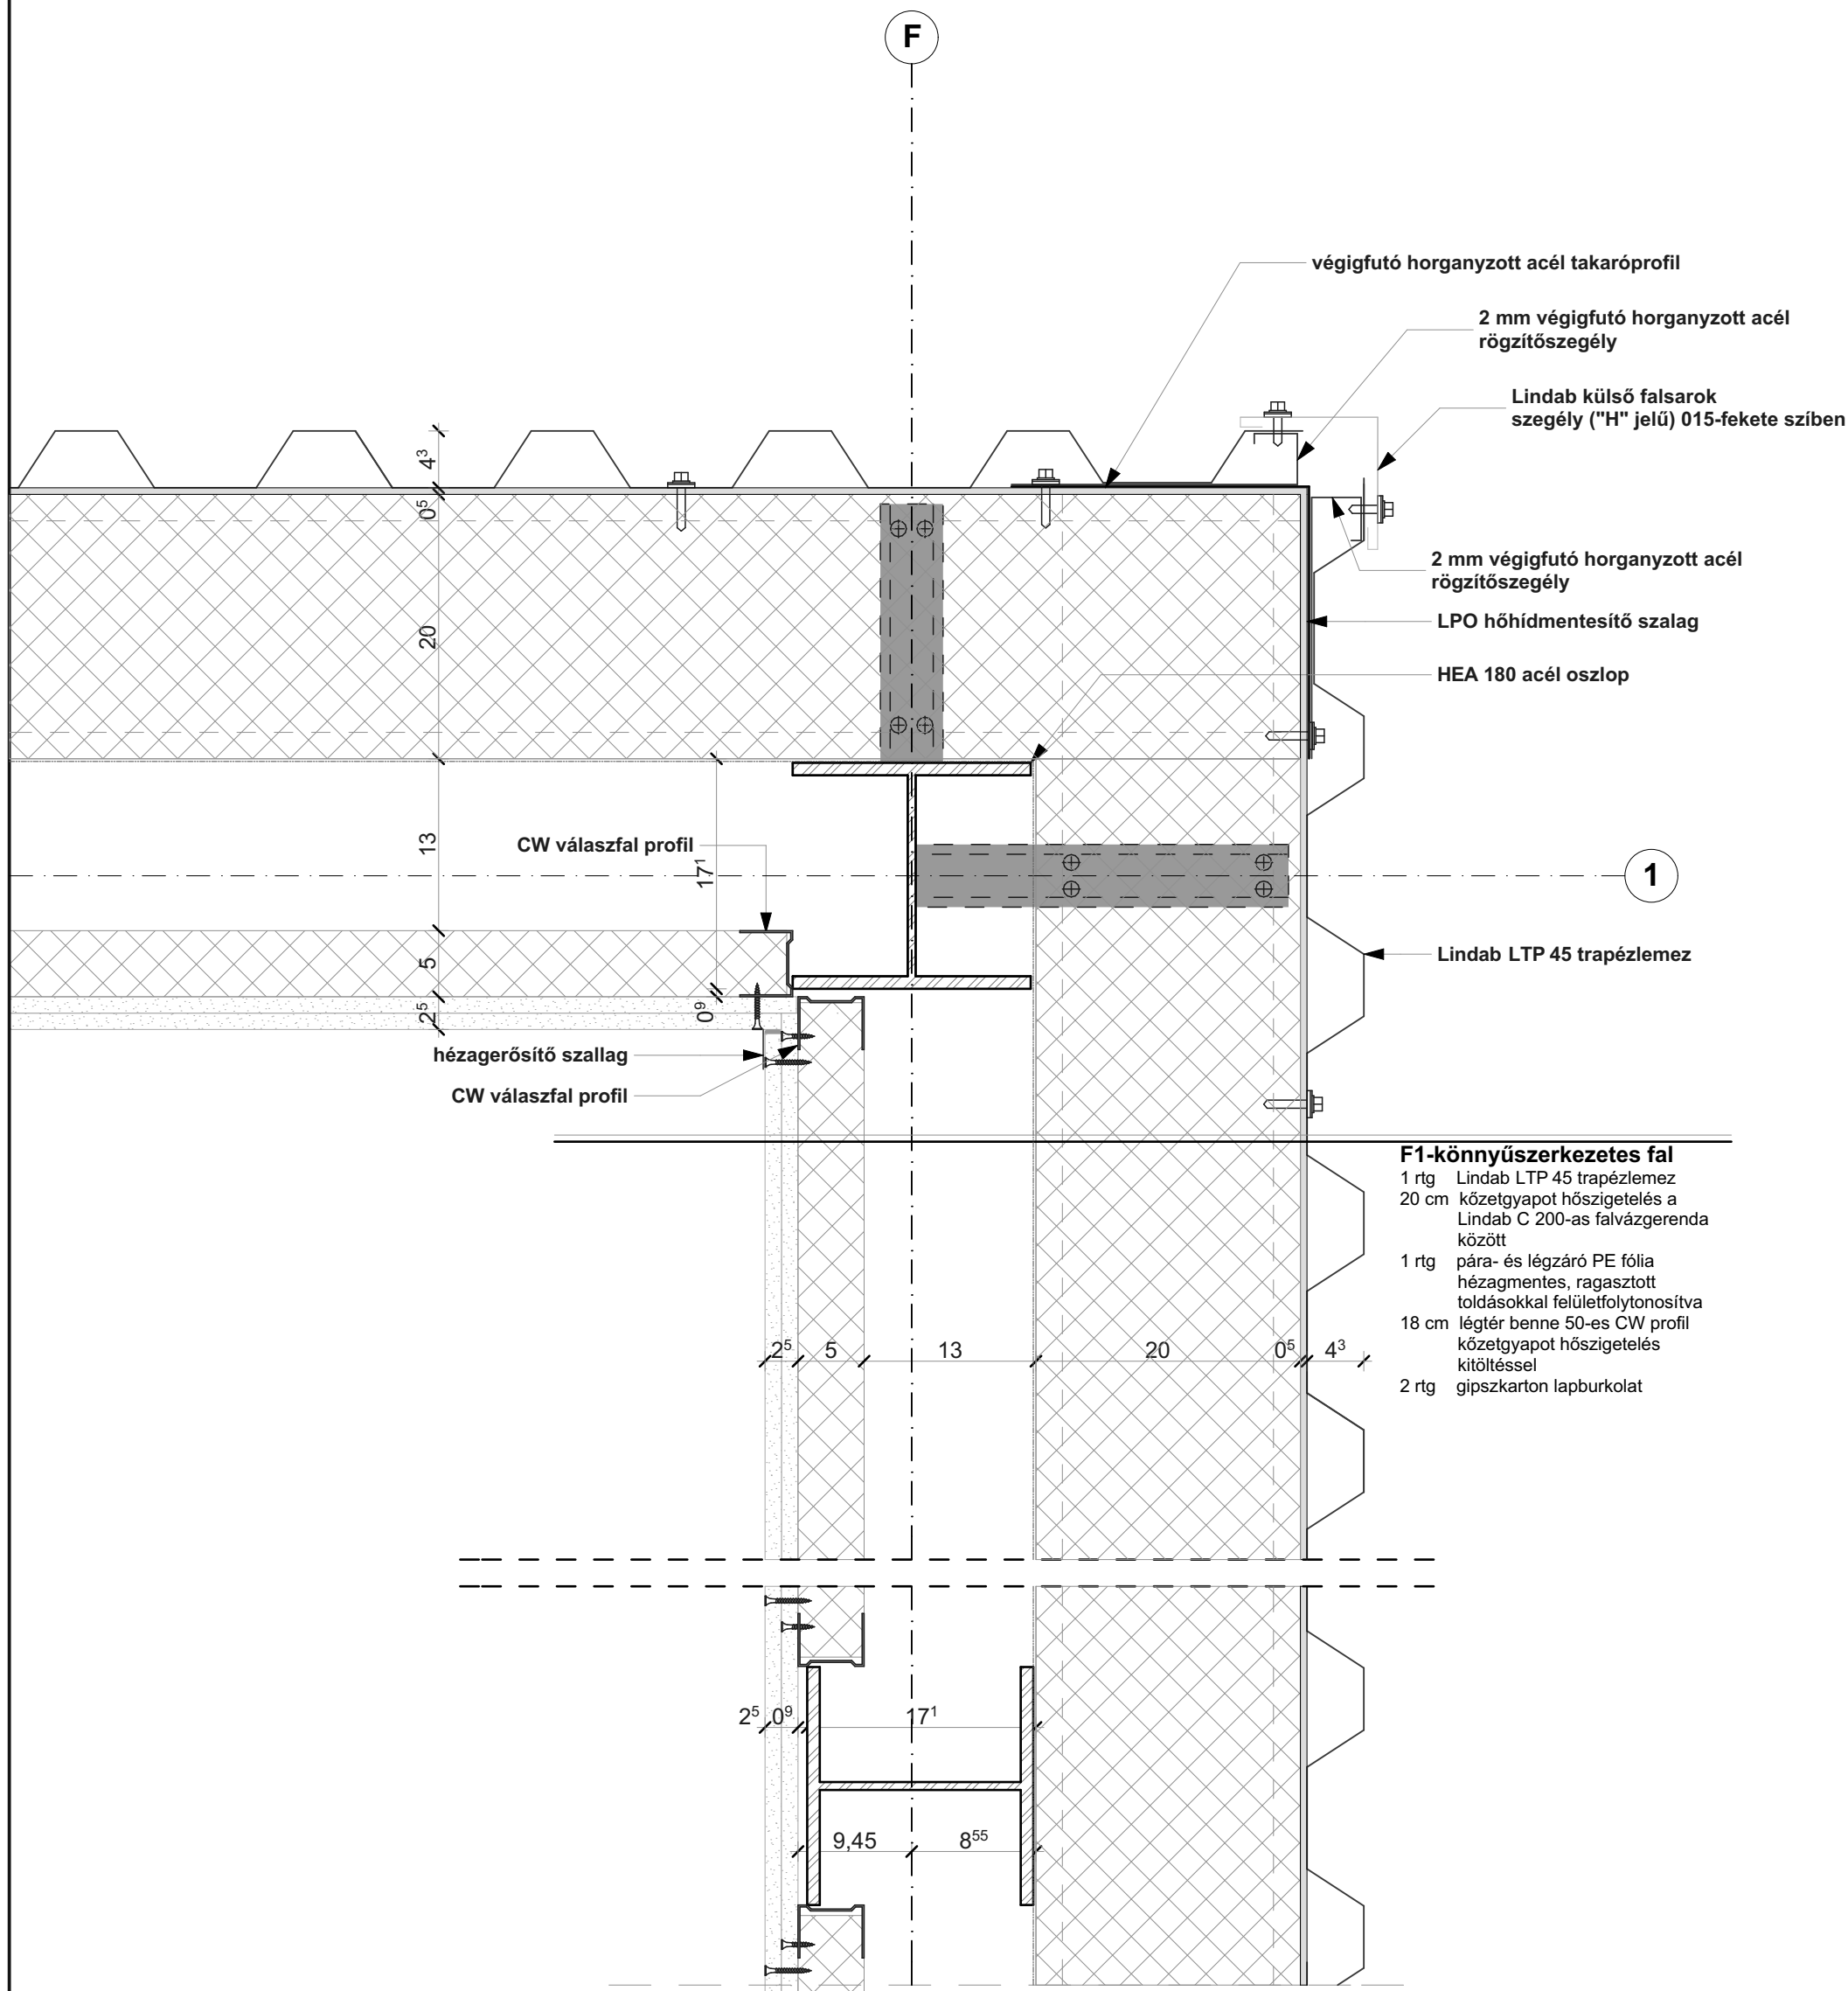 F
végigfutó horganyzott acél takaróprofil
2 mm végigfutó horganyzott acél
rögzítőszegély
Lindab külső falsarok
szegély ("H" jelű) 015-fekete szíben
4³
0⁵
2 mm végigfutó horganyzott acél
rögzítőszegély
LPO hőhídmentesítő szalag
20
HEA 180 acél oszlop
13
CW válaszfal profil
17¹
1
5
Lindab LTP 45 trapézlemez
2⁵
0⁹
hézagerősítő szallag
CW válaszfal profil
F1-könnyűszerkezetes fal
1 rtg Lindab LTP 45 trapézlemez
20 cm kőzetgyapot hőszigetelés a
Lindab C 200-as falvázgerenda
között
1 rtg pára- és légzáró PE fólia
hézagmentes, ragasztott
toldásokkal felületfolytonosítva
18 cm légtér benne 50-es CW profil
kőzetgyapot hőszigetelés
kitöltéssel
2 rtg gipszkarton lapburkolat
2⁵ 5 13 20 0⁵ 4³
2⁵ 0⁹ 17¹
9,45 8⁵⁵